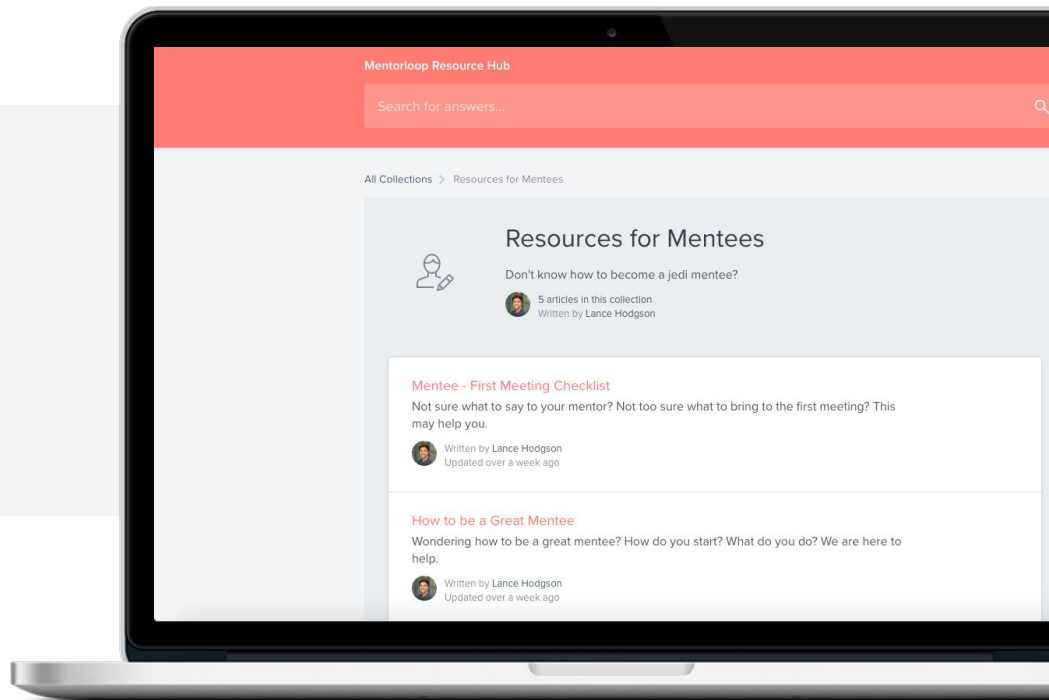 Mentorloop Resource Hub
Search for answers...
All Collections > Resources for Mentees
Resources for Mentees
Don't know how to become a jedi mentee?
5 articles in this collection
Written by Lance Hodgson
Mentee - First Meeting Checklist
Not sure what to say to your mentor? Not too sure what to bring to the first meeting? This
may help you.
Written by Lance Hodgson
Updated over a week ago
How to be a Great Mentee
Wondering how to be a great mentee? How do you start? What do you do? We are here to
help.
Written by Lance Hodgson
Updated over a week ago